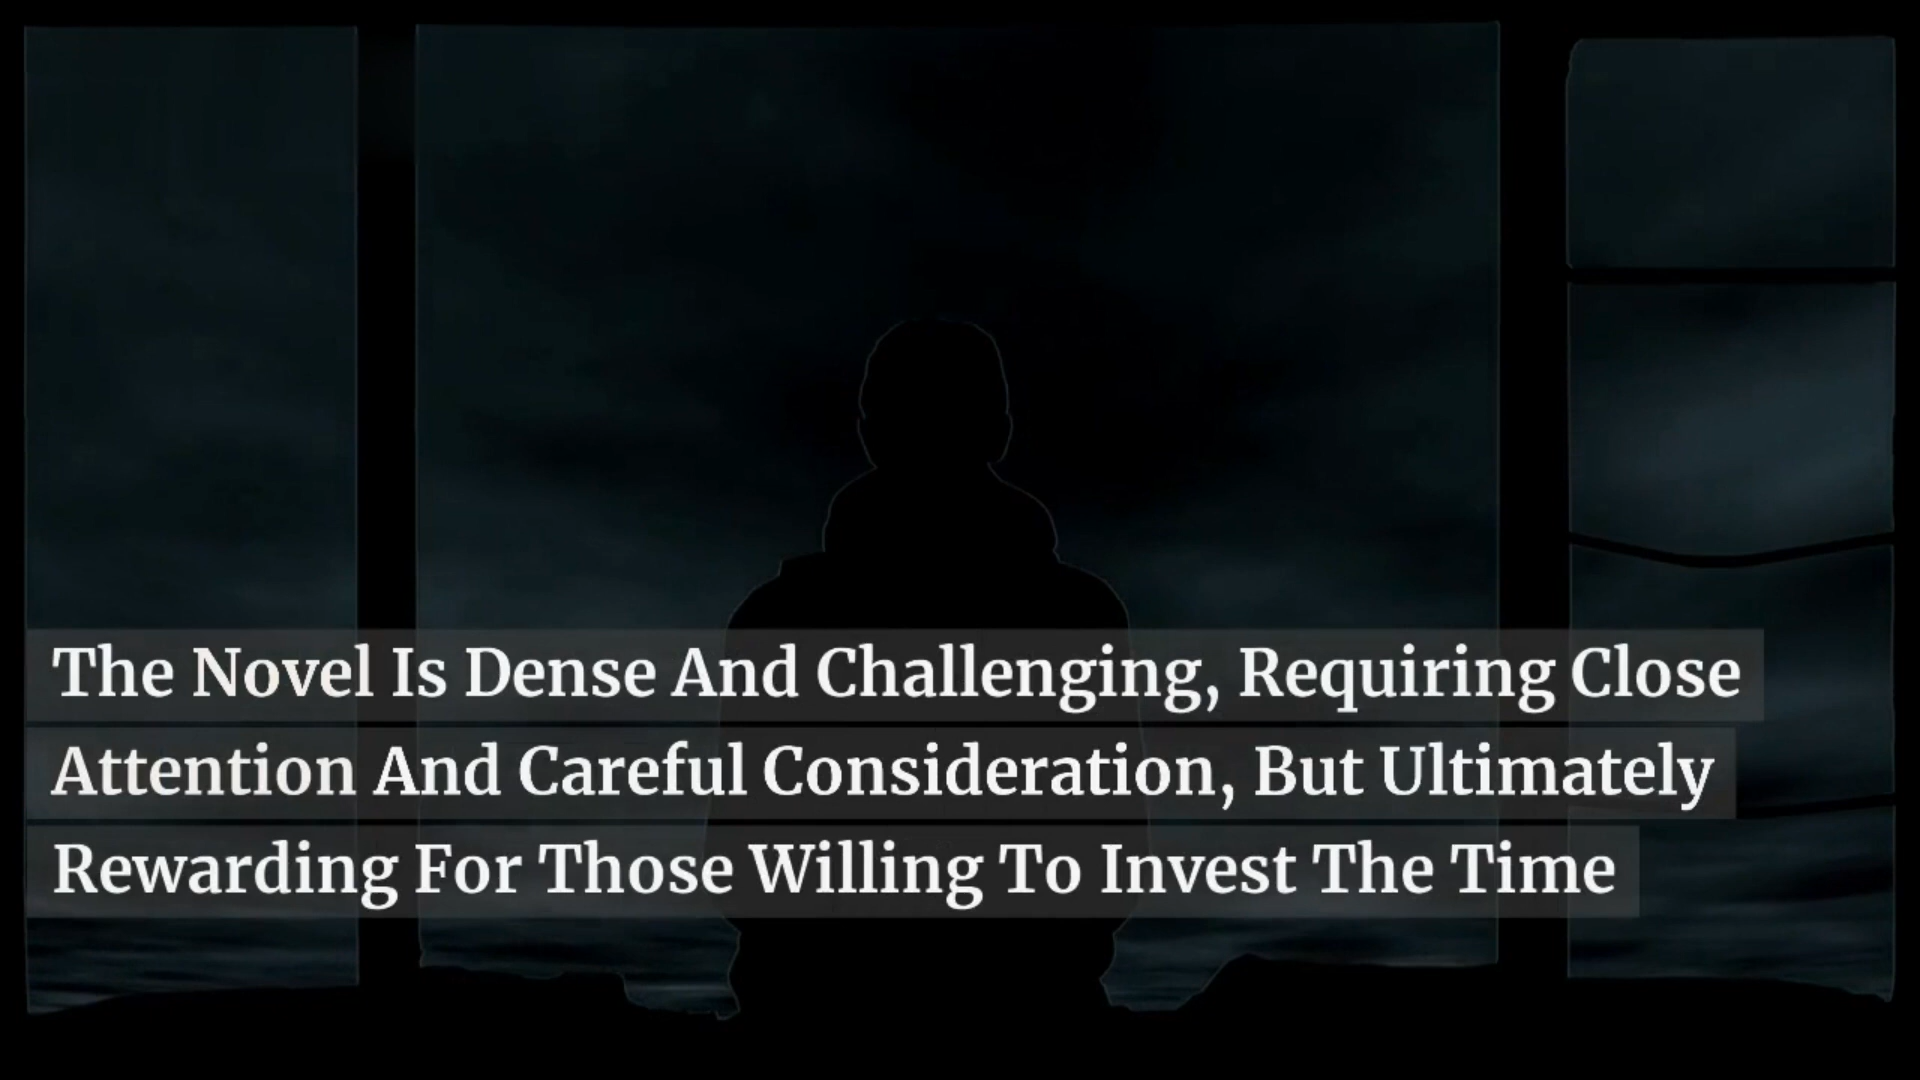 The Novel Is Dense And Challenging, Requiring Close
Attention And Careful Consideration, But Ultimately
Rewarding For Those Willing To Invest The Time